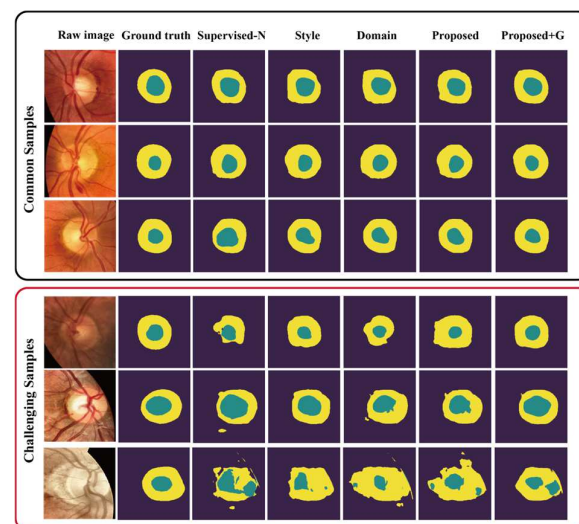 Raw image Ground truth Supervised-N Style Domain Proposed Proposed+G
Common Samples
Challenging Samples